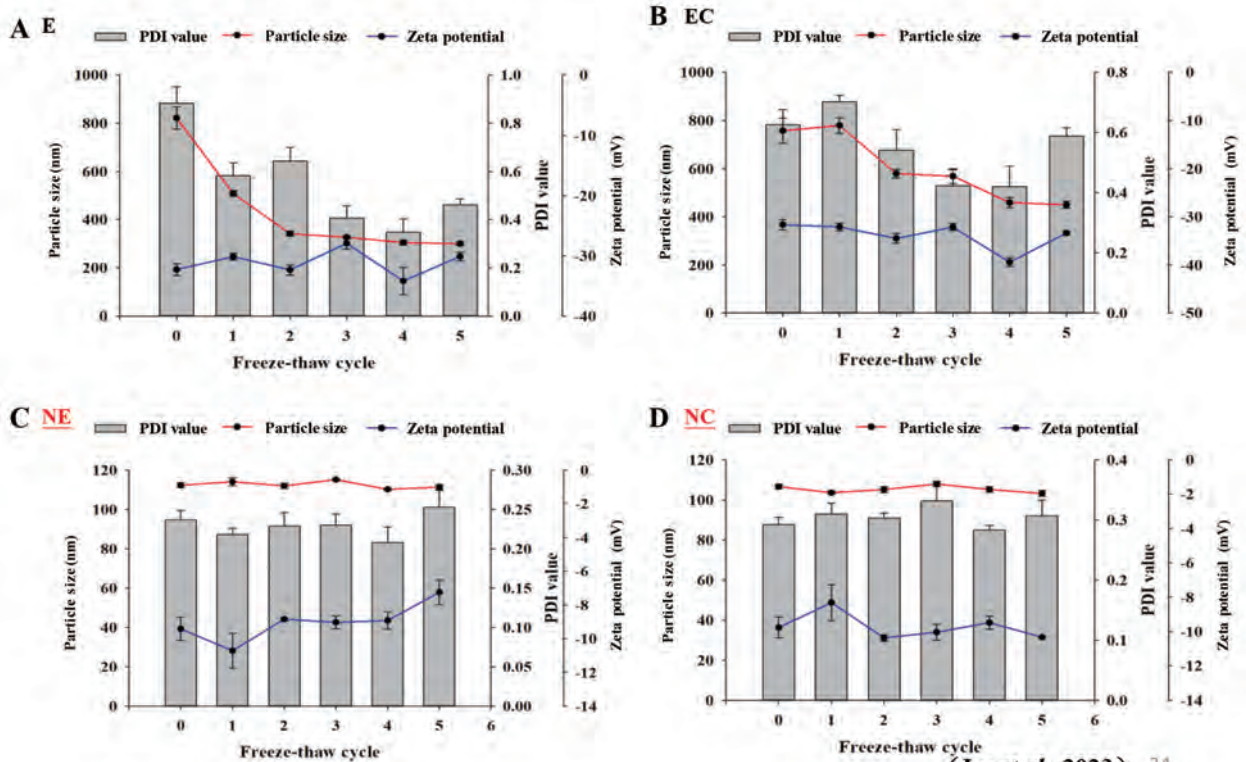 A E
PDI value Particle size Zeta potential
1000
800
600
400
200
0
Particle size (nm)
1.0
0.8
0.6
0.4
0.2
0.0
PDI value
0
-10
-20
-30
-40
Zeta potential (mV)
0 1 2 3 4 5
Freeze-thaw cycle
B EC
PDI value Particle size Zeta potential
1000
800
600
400
200
0
Particle size (nm)
0.8
0.6
0.4
0.2
0.0
PDI value
-0
-10
-20
-30
-40
-50
Zeta potential (mV)
0 1 2 3 4 5
Freeze-thaw cycle
C NE
PDI value Particle size Zeta potential
120
100
80
60
40
20
0
Particle size (nm)
0.30
0.25
0.20
0.15
0.10
0.05
0.000
PDI value
0
-2
-4
-6
-8
-10
-12
-14
Zeta potential (mV)
0 1 2 3 4 5 6
Freeze-thaw cycle
D NC
PDI value Particle size Zeta potential
120
100
80
60
40
20
0
Particle size (nm)
0.4
0.3
0.2
0.1
0.0
PDI value
0
-2
-4
-6
-8
-10
-12
-14
Zeta potential (mV)
0 1 2 3 4 5 6
Freeze-thaw cycle